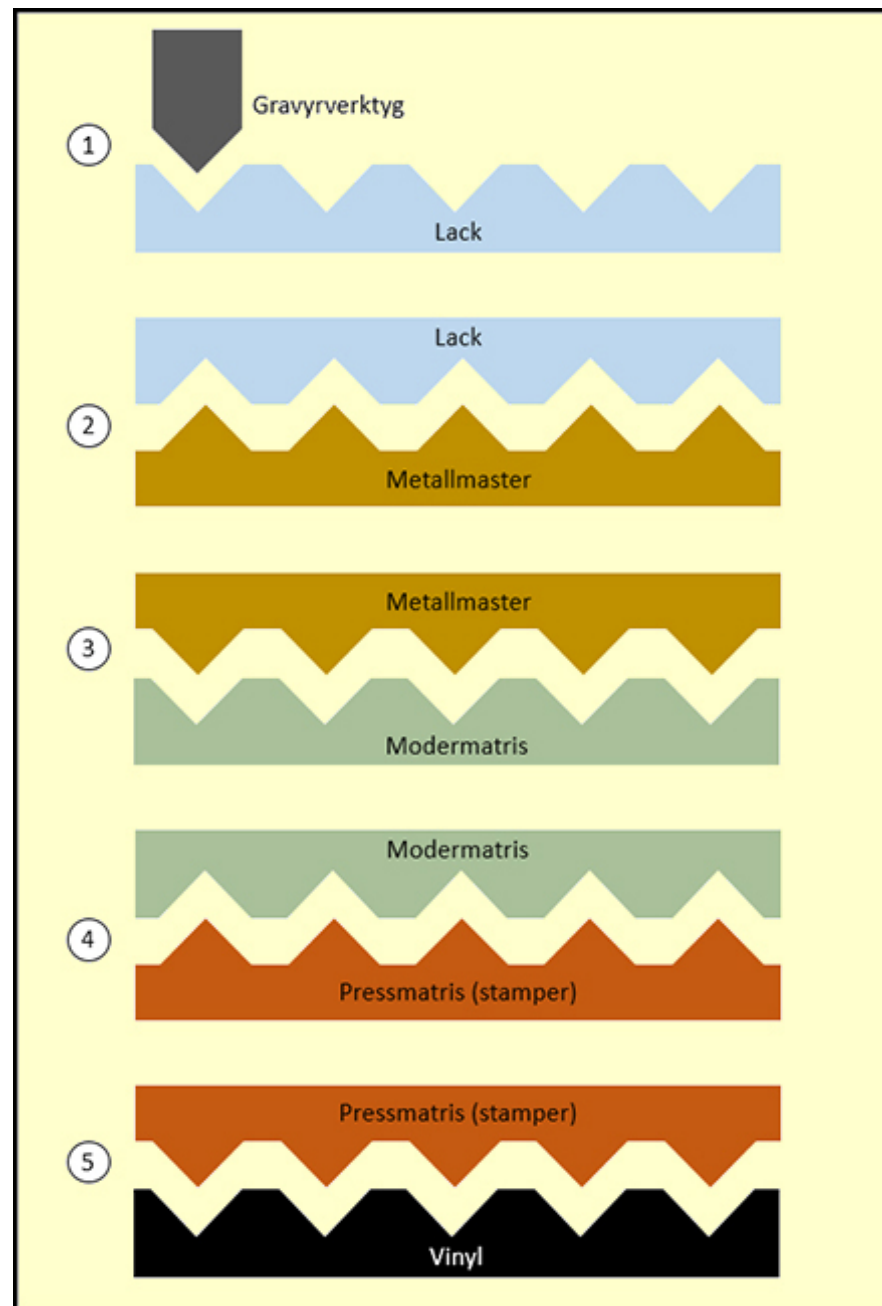 Gravyrverktyg
1
Lack
Lack
2
Metallmaster
Metallmaster
3
Modermatris
Modermatris
4
Pressmatris (stamper)
Pressmatris (stamper)
5
Vinyl